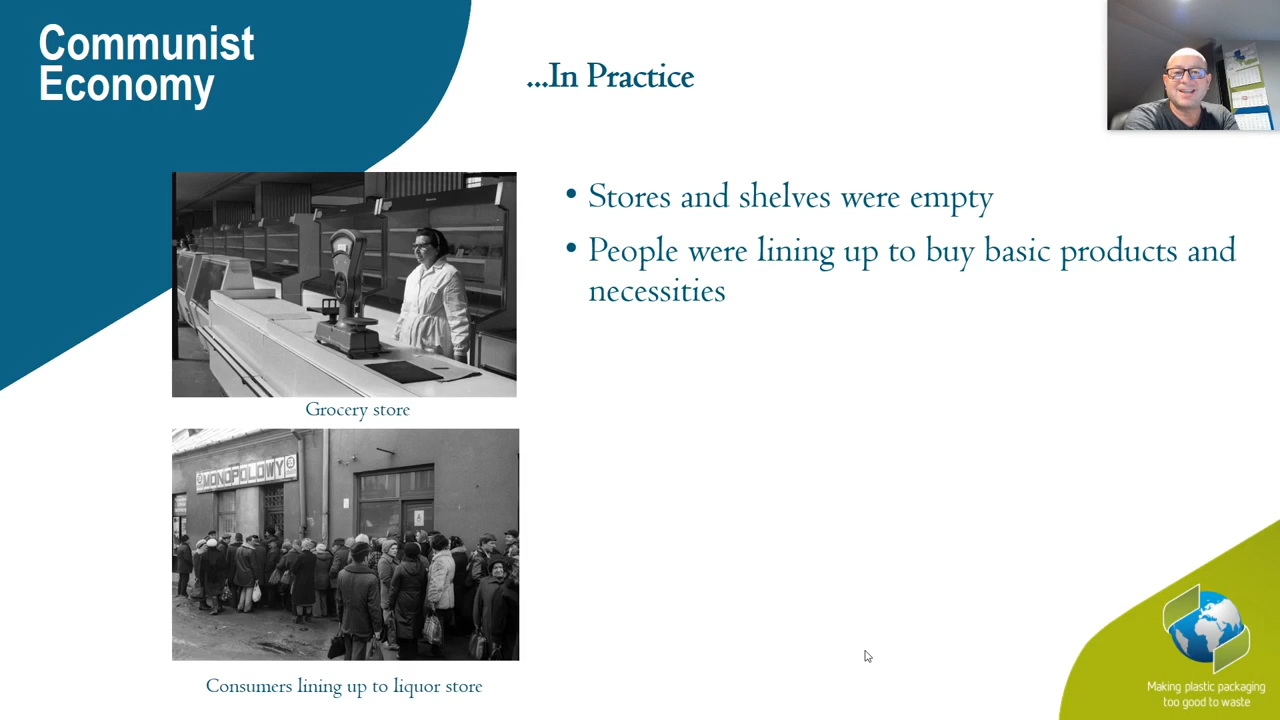 Communist
Economy
...In Practice
• Stores and shelves were empty
• People were lining up to buy basic products and
necessities
Grocery store
MONOPOLOWY
Consumers lining up to liquor store
Making plastic packaging
too good to waste